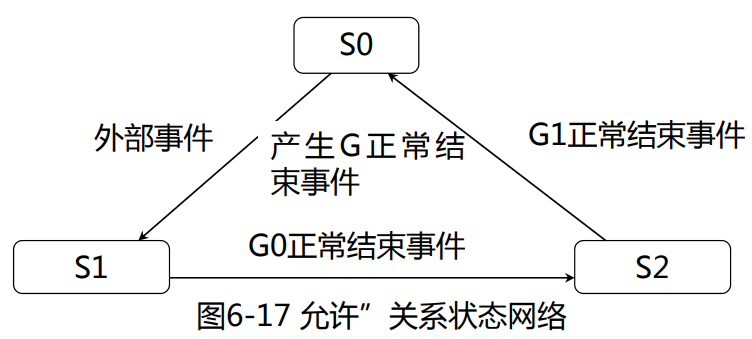 S0
外部事件
产生G正常结
束事件
G1正常结束事件
G0正常结束事件
S1
S2
图6-17 允许”关系状态网络